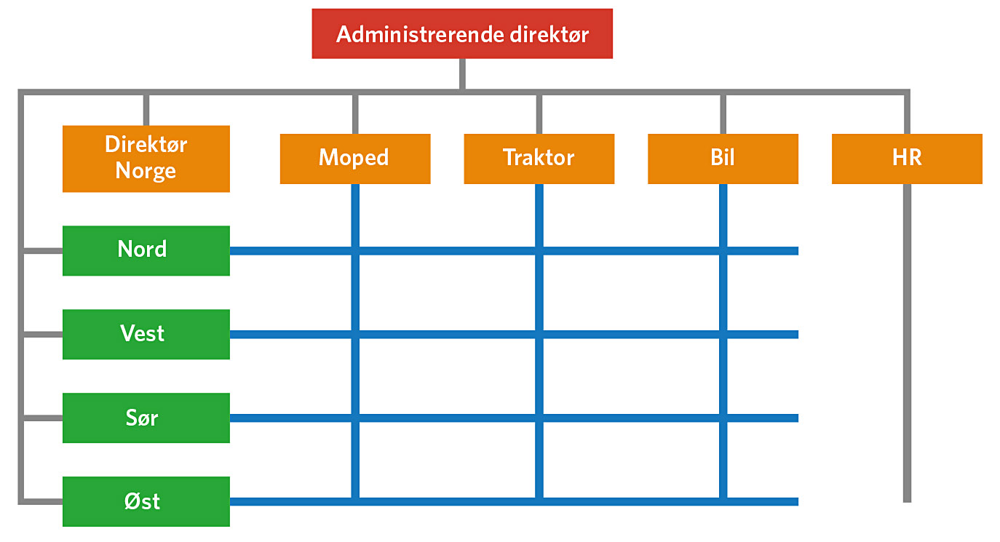 Administrerende direktør
Direktør
Norge
Moped
Traktor
Bil
HR
Nord
Vest
Sør
Øst